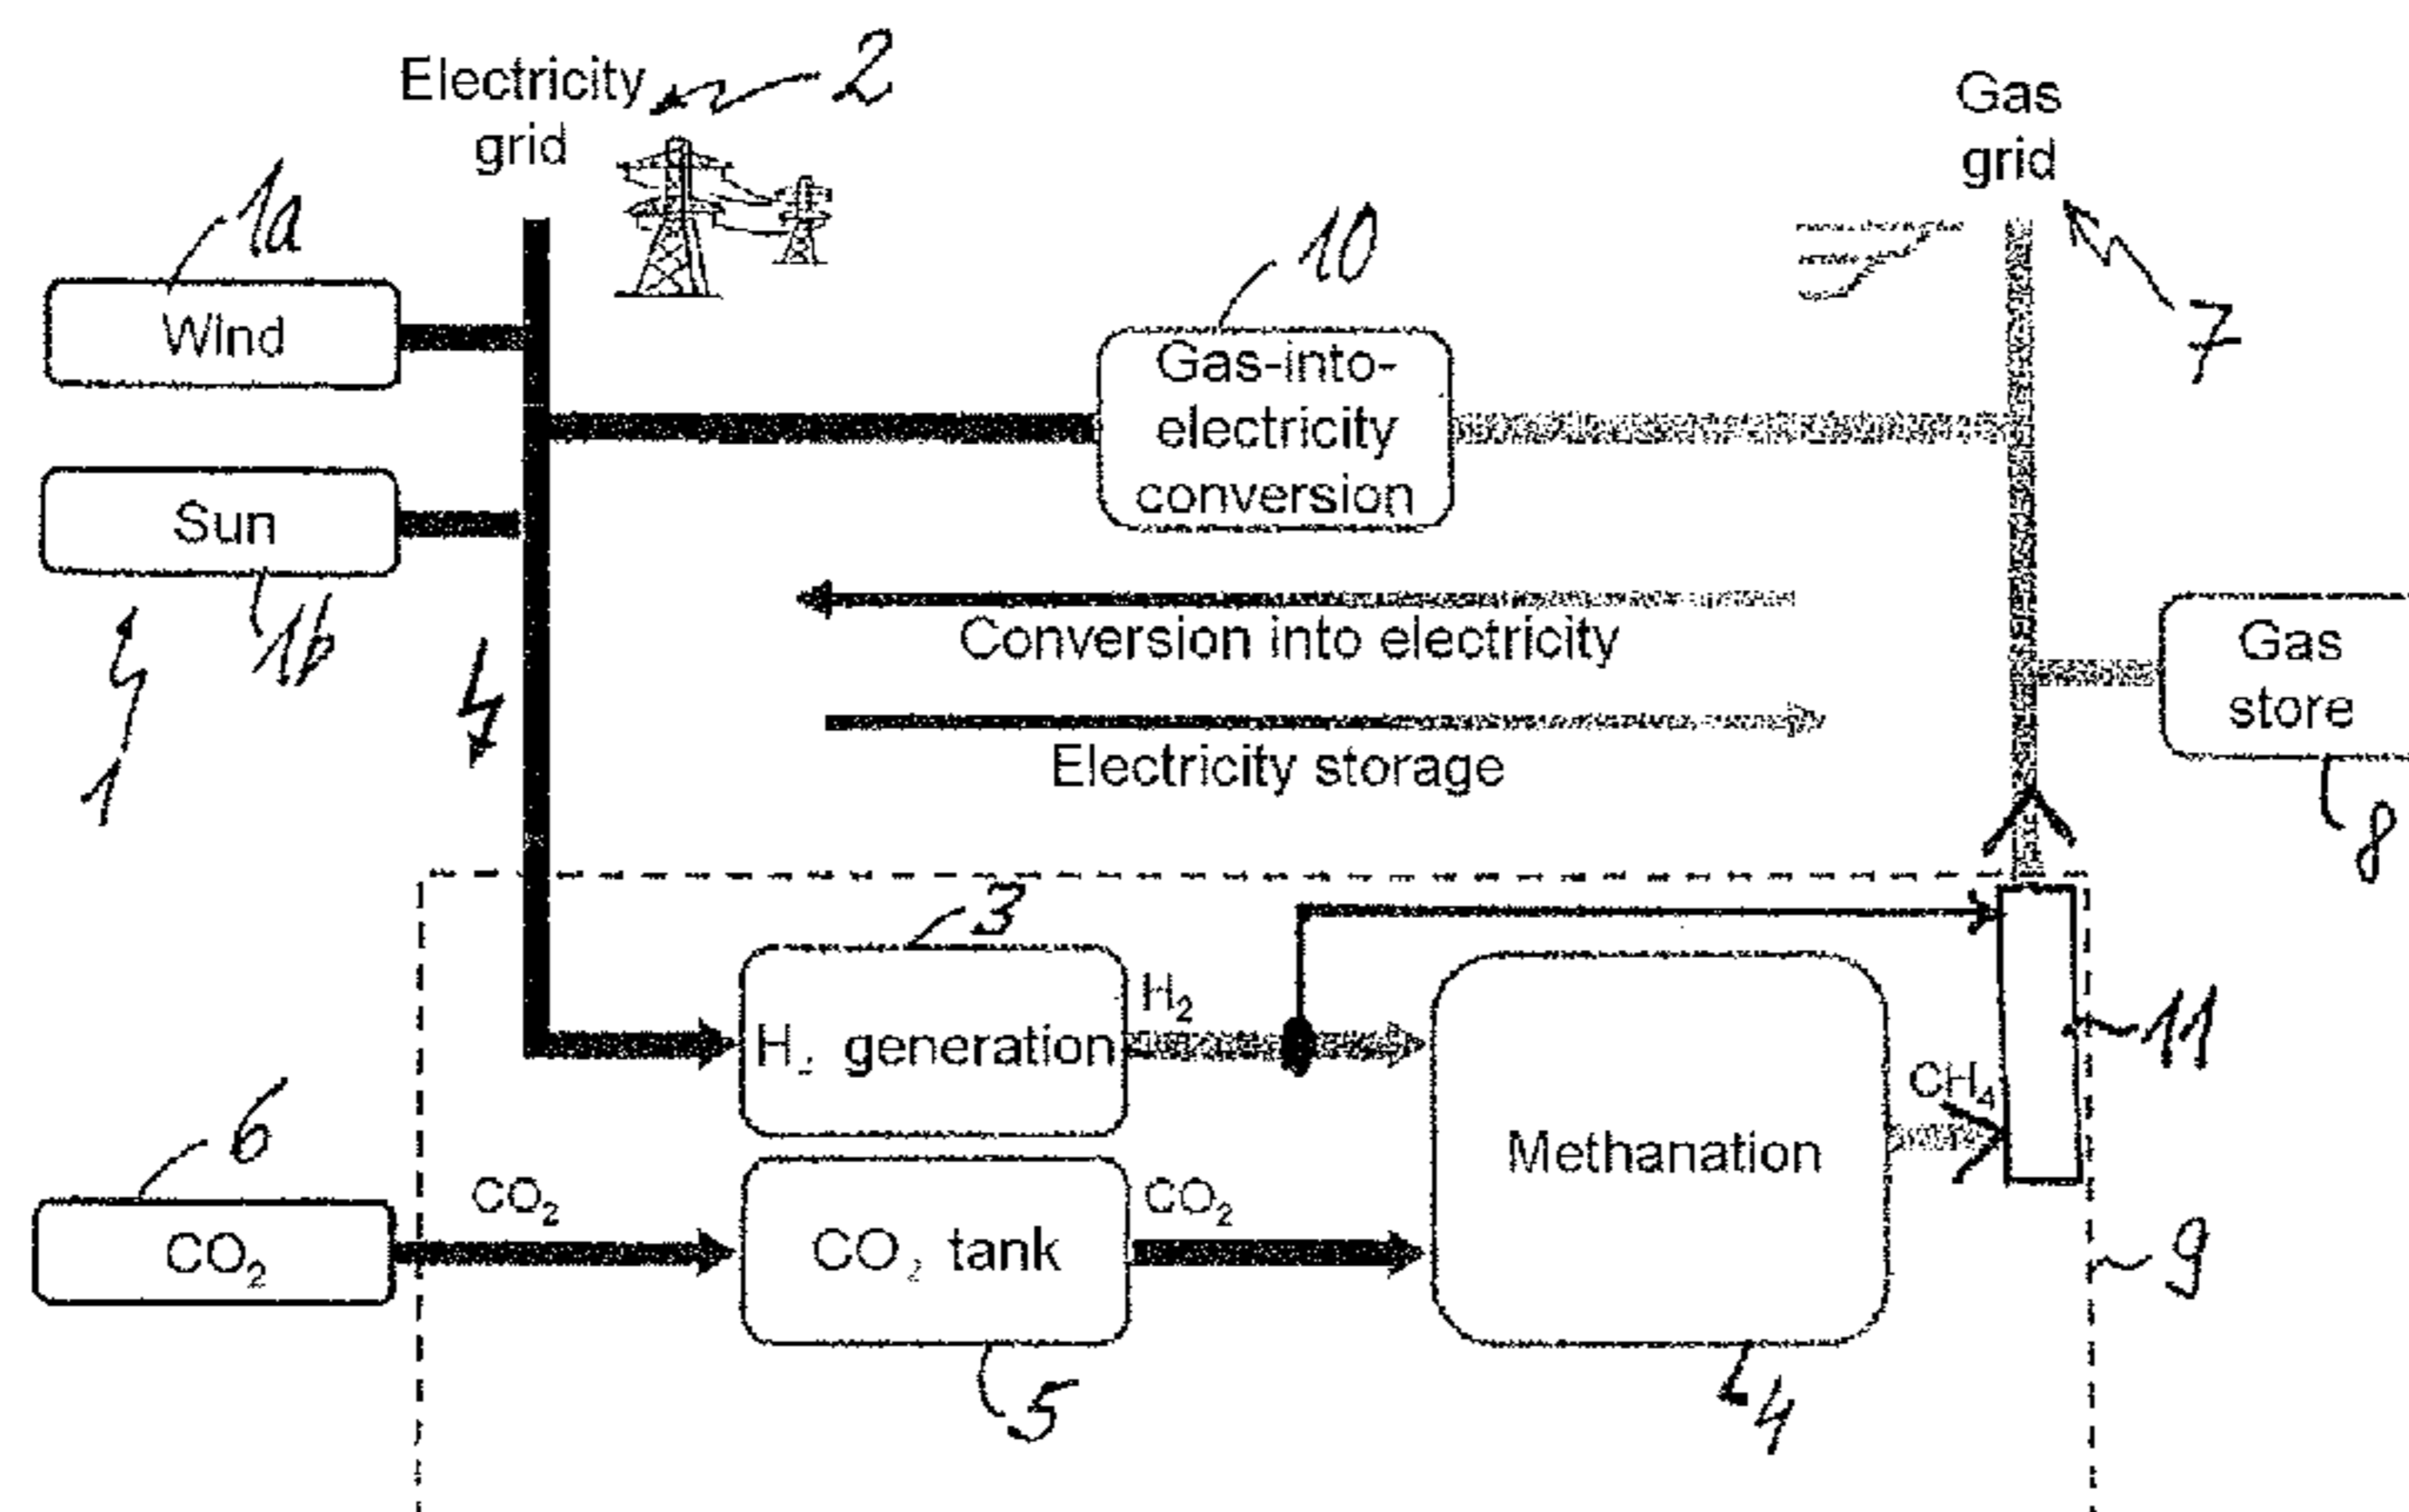 Electricity
grid
2
Gas
grid
7
1a
Wind
10
Gas-into-
electricity
conversion
Sun
1b
1
Conversion into electricity
Electricity storage
Gas
store
8
3
H₂ generation
H₂
11
CH₄
Methanation
4
6
CO₂
CO₂
CO₂ tank
CO₂
5
9